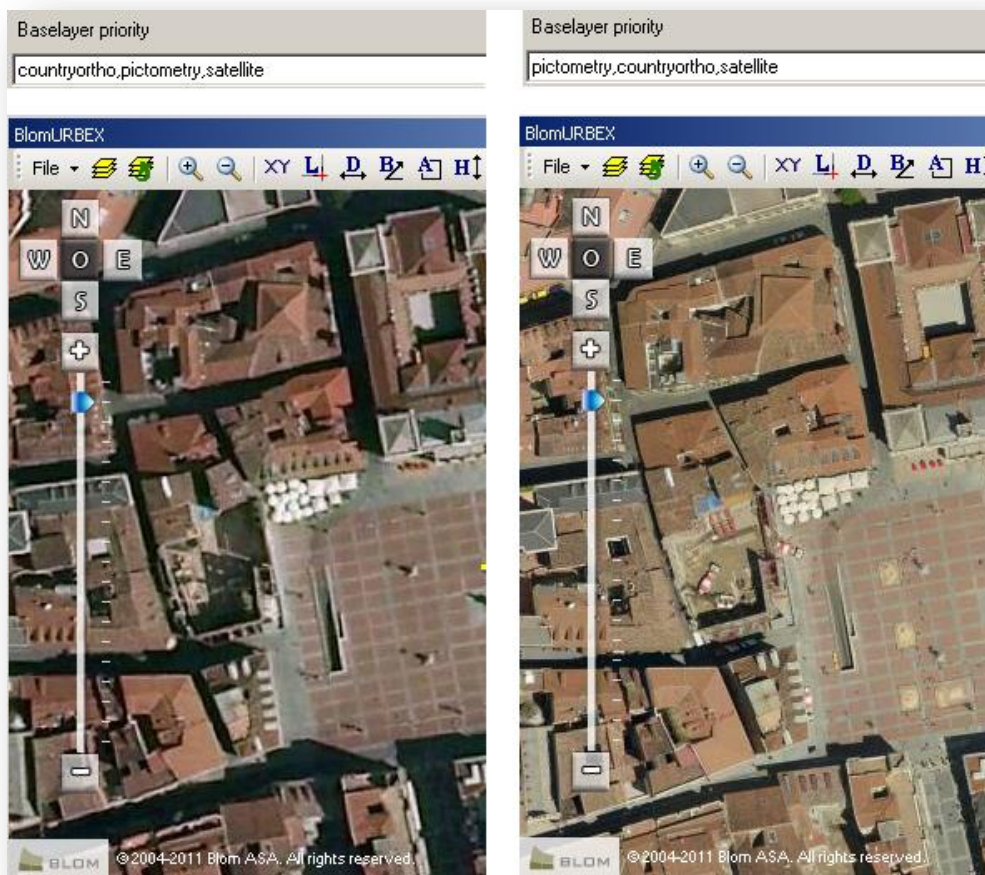 Baselayer priority
countryortho,pictometry,satellite
BlomURBEX
File XY L D B A H
N
W O E
S
BLOM ©2004-2011 Blom ASA. All rights reserved.
Baselayer priority
pictometry,countryortho,satellite
BlomURBEX
File XY L D B A H
N
W O E
S
BLOM ©2004-2011 Blom ASA. All rights reserved.